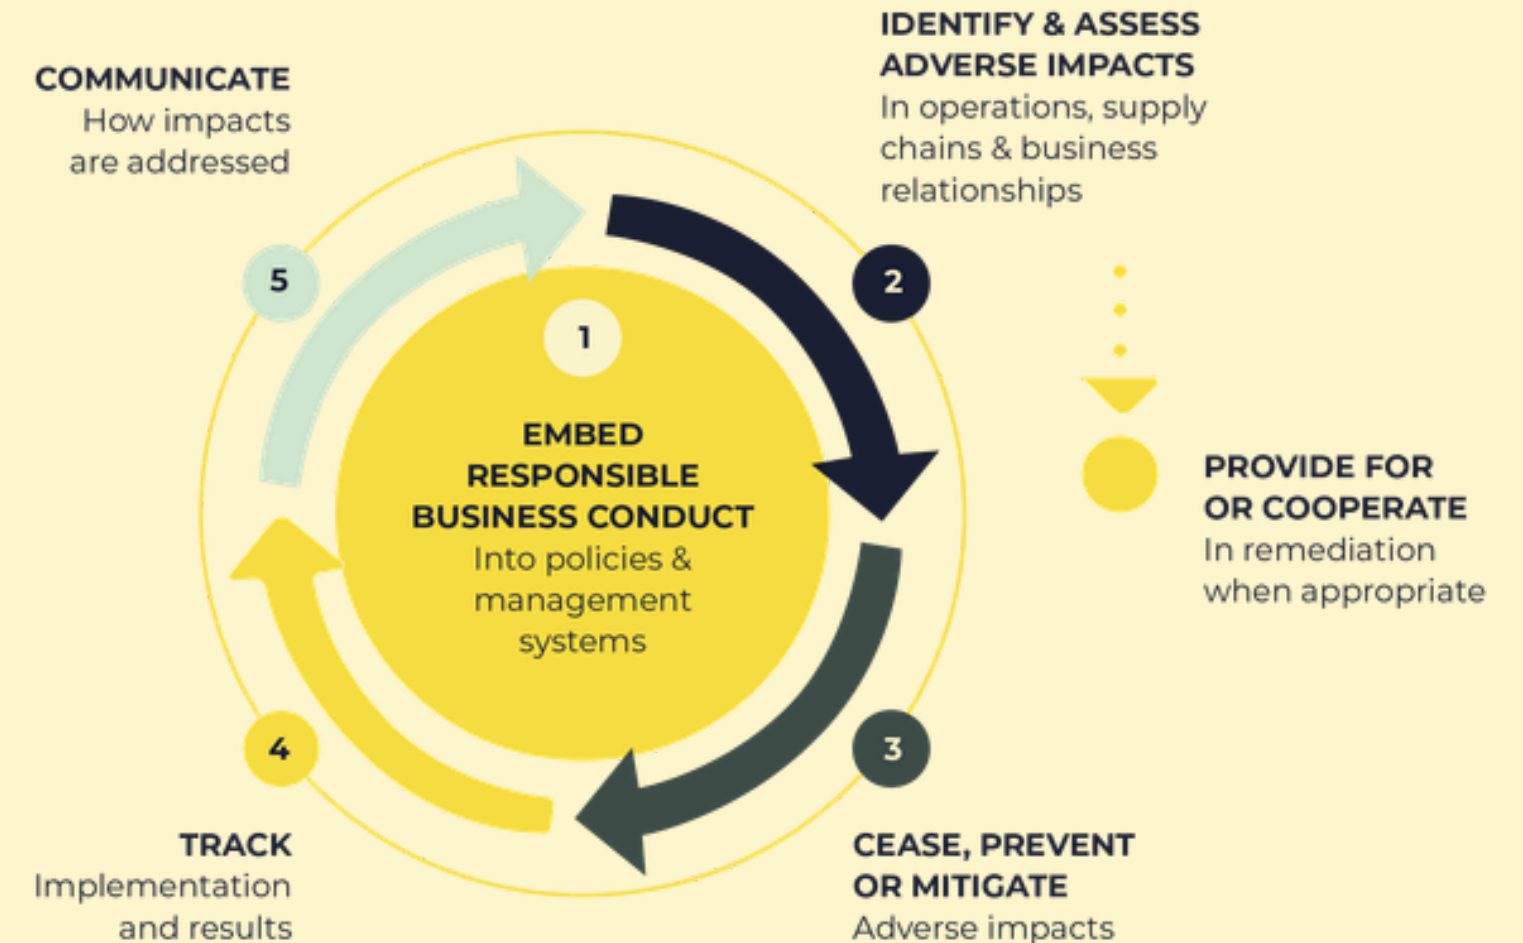 COMMUNICATE
How impacts
are addressed
IDENTIFY & ASSESS
ADVERSE IMPACTS
In operations, supply
chains & business
relationships
5
2
1
EMBED
RESPONSIBLE
BUSINESS CONDUCT
Into policies &
management
systems
PROVIDE FOR
OR COOPERATE
In remediation
when appropriate
4
3
TRACK
Implementation
and results
CEASE, PREVENT
OR MITIGATE
Adverse impacts